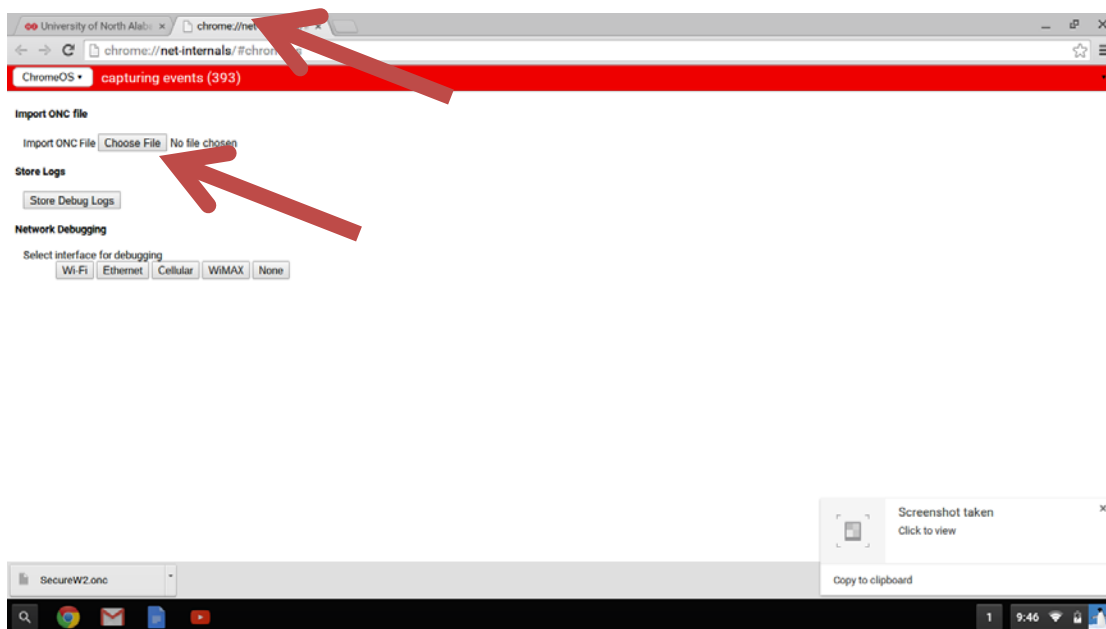 University of North Alab
chrome://net
chrome://net-internals/#chro
ChromeOS
capturing events (393)
Import ONC file
Import ONC File Choose File No file chosen
Store Logs
Store Debug Logs
Network Debugging
Select interface for debugging
Wi-Fi Ethernet Cellular WiMAX None
Screenshot taken
Click to view
Copy to clipboard
SecureW2.onc
1 9:46